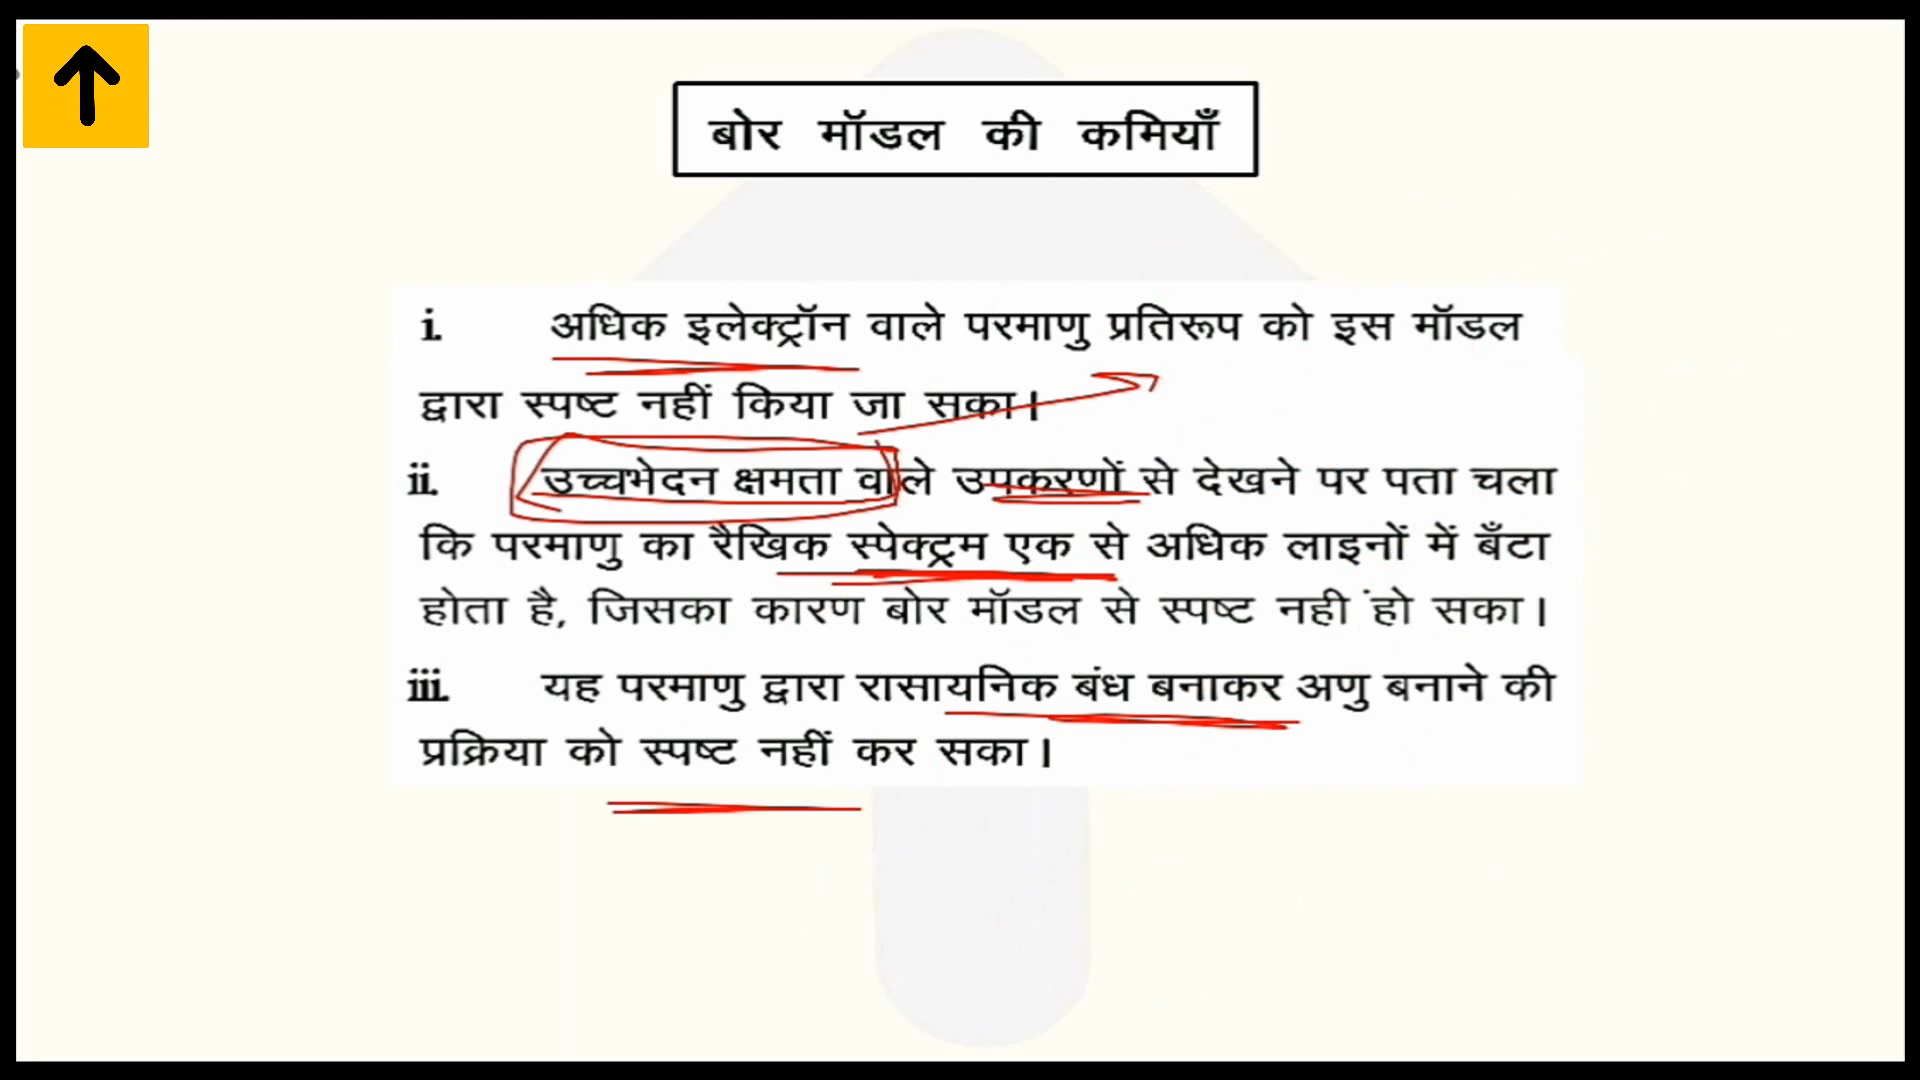 बोर मॉडल की कमियाँ
i. अधिक इलेक्ट्रॉन वाले परमाणु प्रतिरूप को इस मॉडल
द्वारा स्पष्ट नहीं किया जा सका।
ii. उच्चभेदन क्षमता वाले उपकरणों से देखने पर पता चला
कि परमाणु का रैखिक स्पेक्ट्रम एक से अधिक लाइनों में बँटा
होता है, जिसका कारण बोर मॉडल से स्पष्ट नही ंहो सका।
iii. यह परमाणु द्वारा रासायनिक बंध बनाकर अणु बनाने की
प्रक्रिया को स्पष्ट नहीं कर सका।